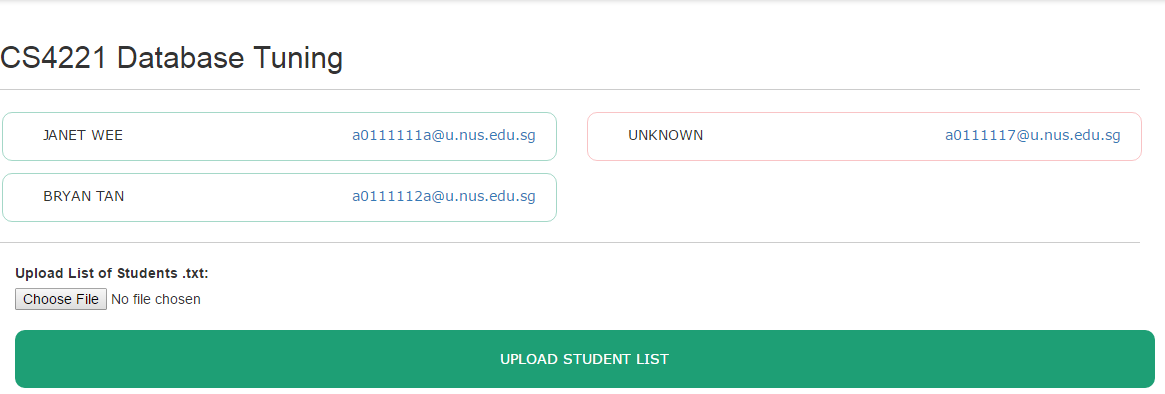 CS4221 Database Tuning
JANET WEE a0111111a@u.nus.edu.sg
UNKNOWN a0111117@u.nus.edu.sg
BRYAN TAN a0111112a@u.nus.edu.sg
Upload List of Students .txt:
Choose File No file chosen
UPLOAD STUDENT LIST